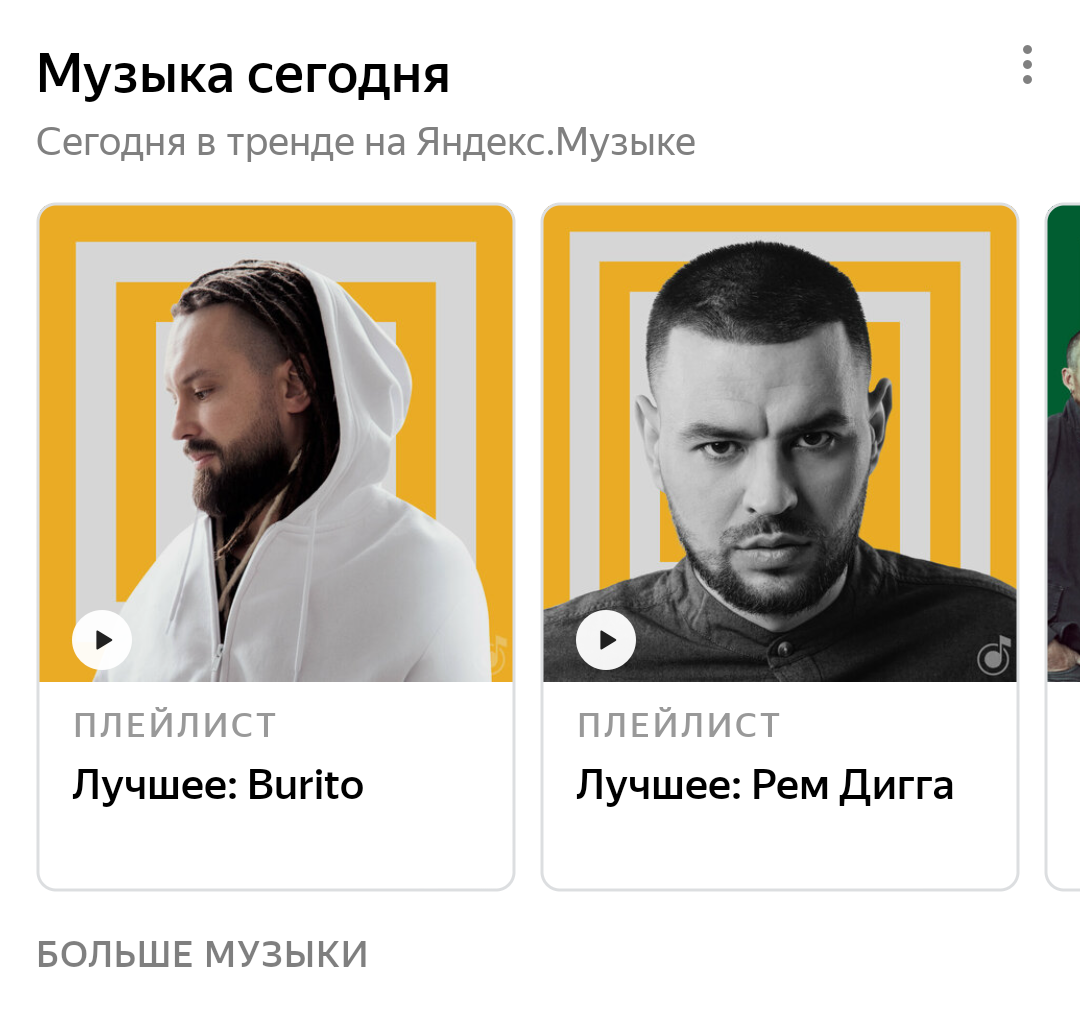 Музыка сегодня
Сегодня в тренде на Яндекс.Музыке
ПЛЕЙЛИСТ
Лучшее: Burito
ПЛЕЙЛИСТ
Лучшее: Рем Дигга
БОЛЬШЕ МУЗЫКИ